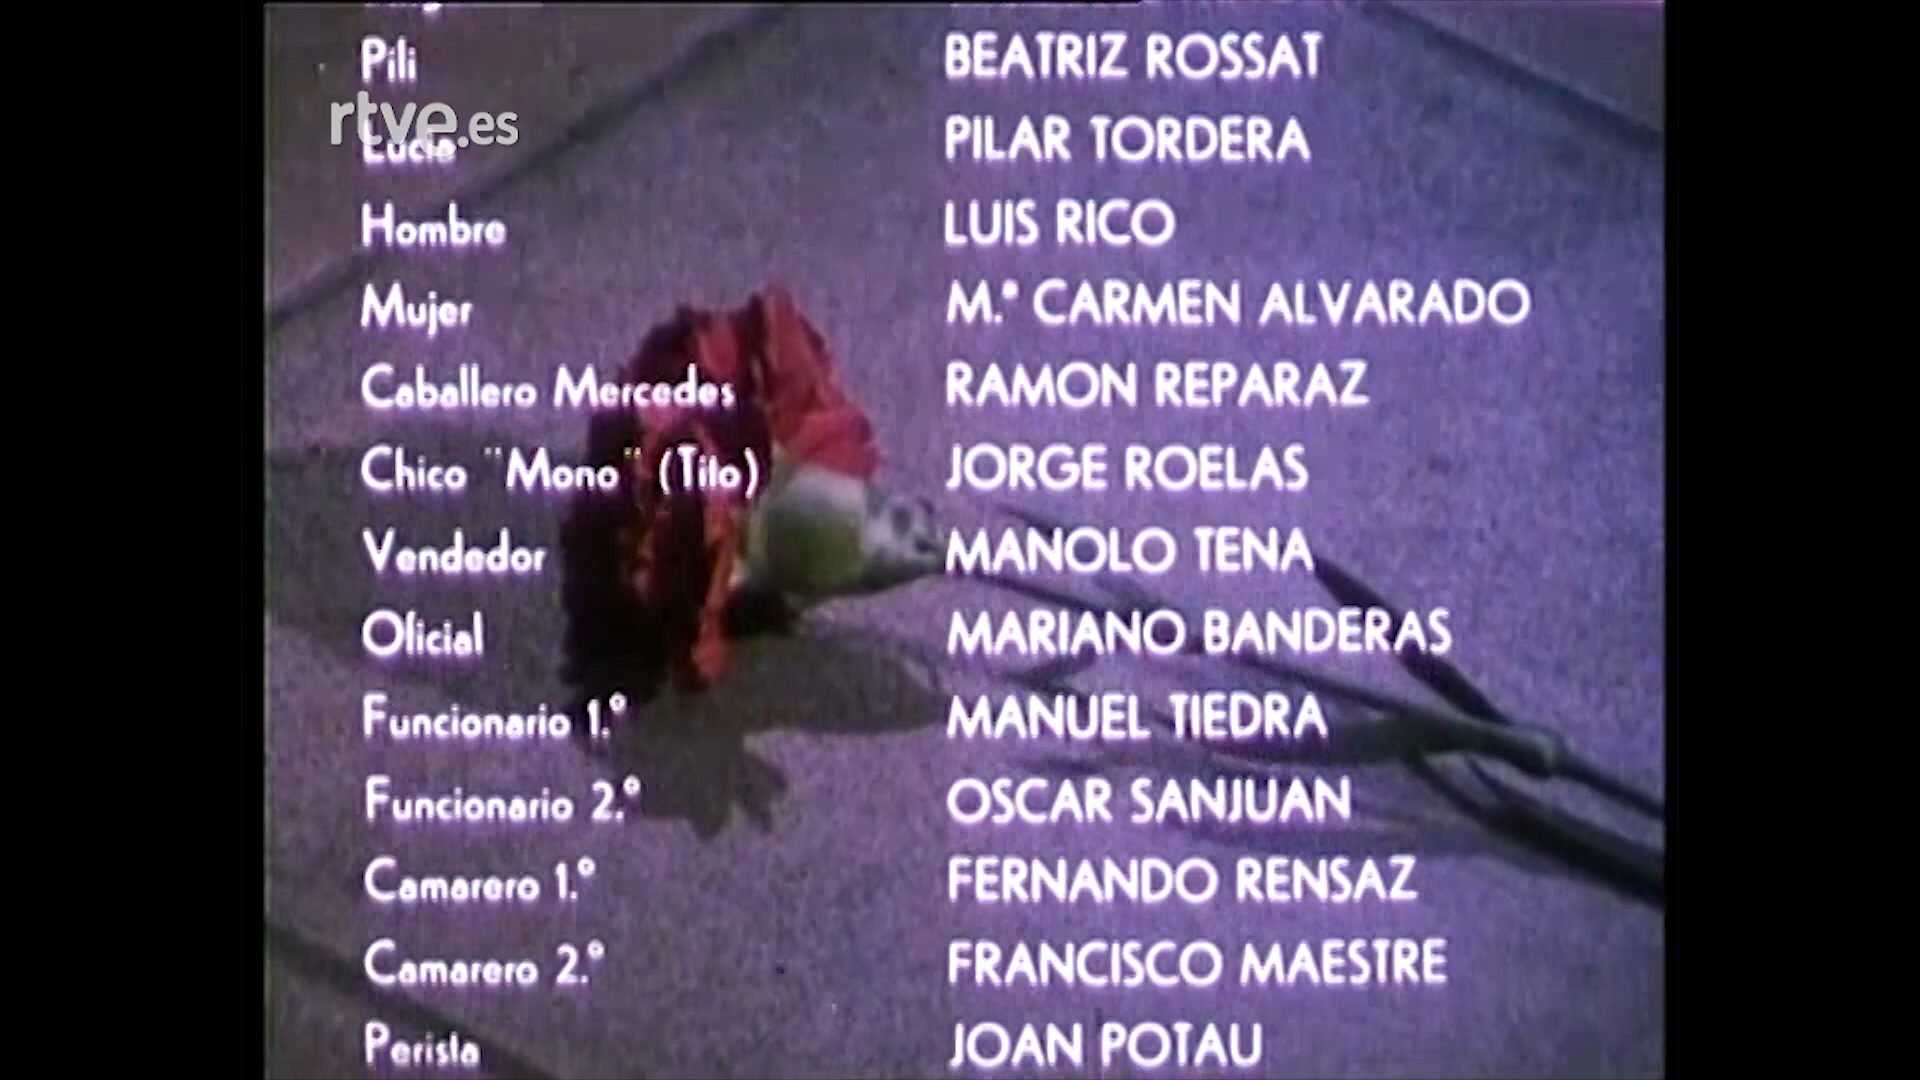 Pili BEATRIZ ROSSAT
rtve.es
Lucía PILAR TORDERA
Hombre LUIS RICO
Mujer M.ª CARMEN ALVARADO
Caballero Mercedes RAMON REPARAZ
Chico "Mono" (Tito) JORGE ROELAS
Vendedor MANOLO TENA
Oficial MARIANO BANDERAS
Funcionario 1.º MANUEL TIEDRA
Funcionario 2.º OSCAR SANJUAN
Camarero 1.º FERNANDO RENSAZ
Camarero 2.º FRANCISCO MAESTRE
Perista JOAN POTAU